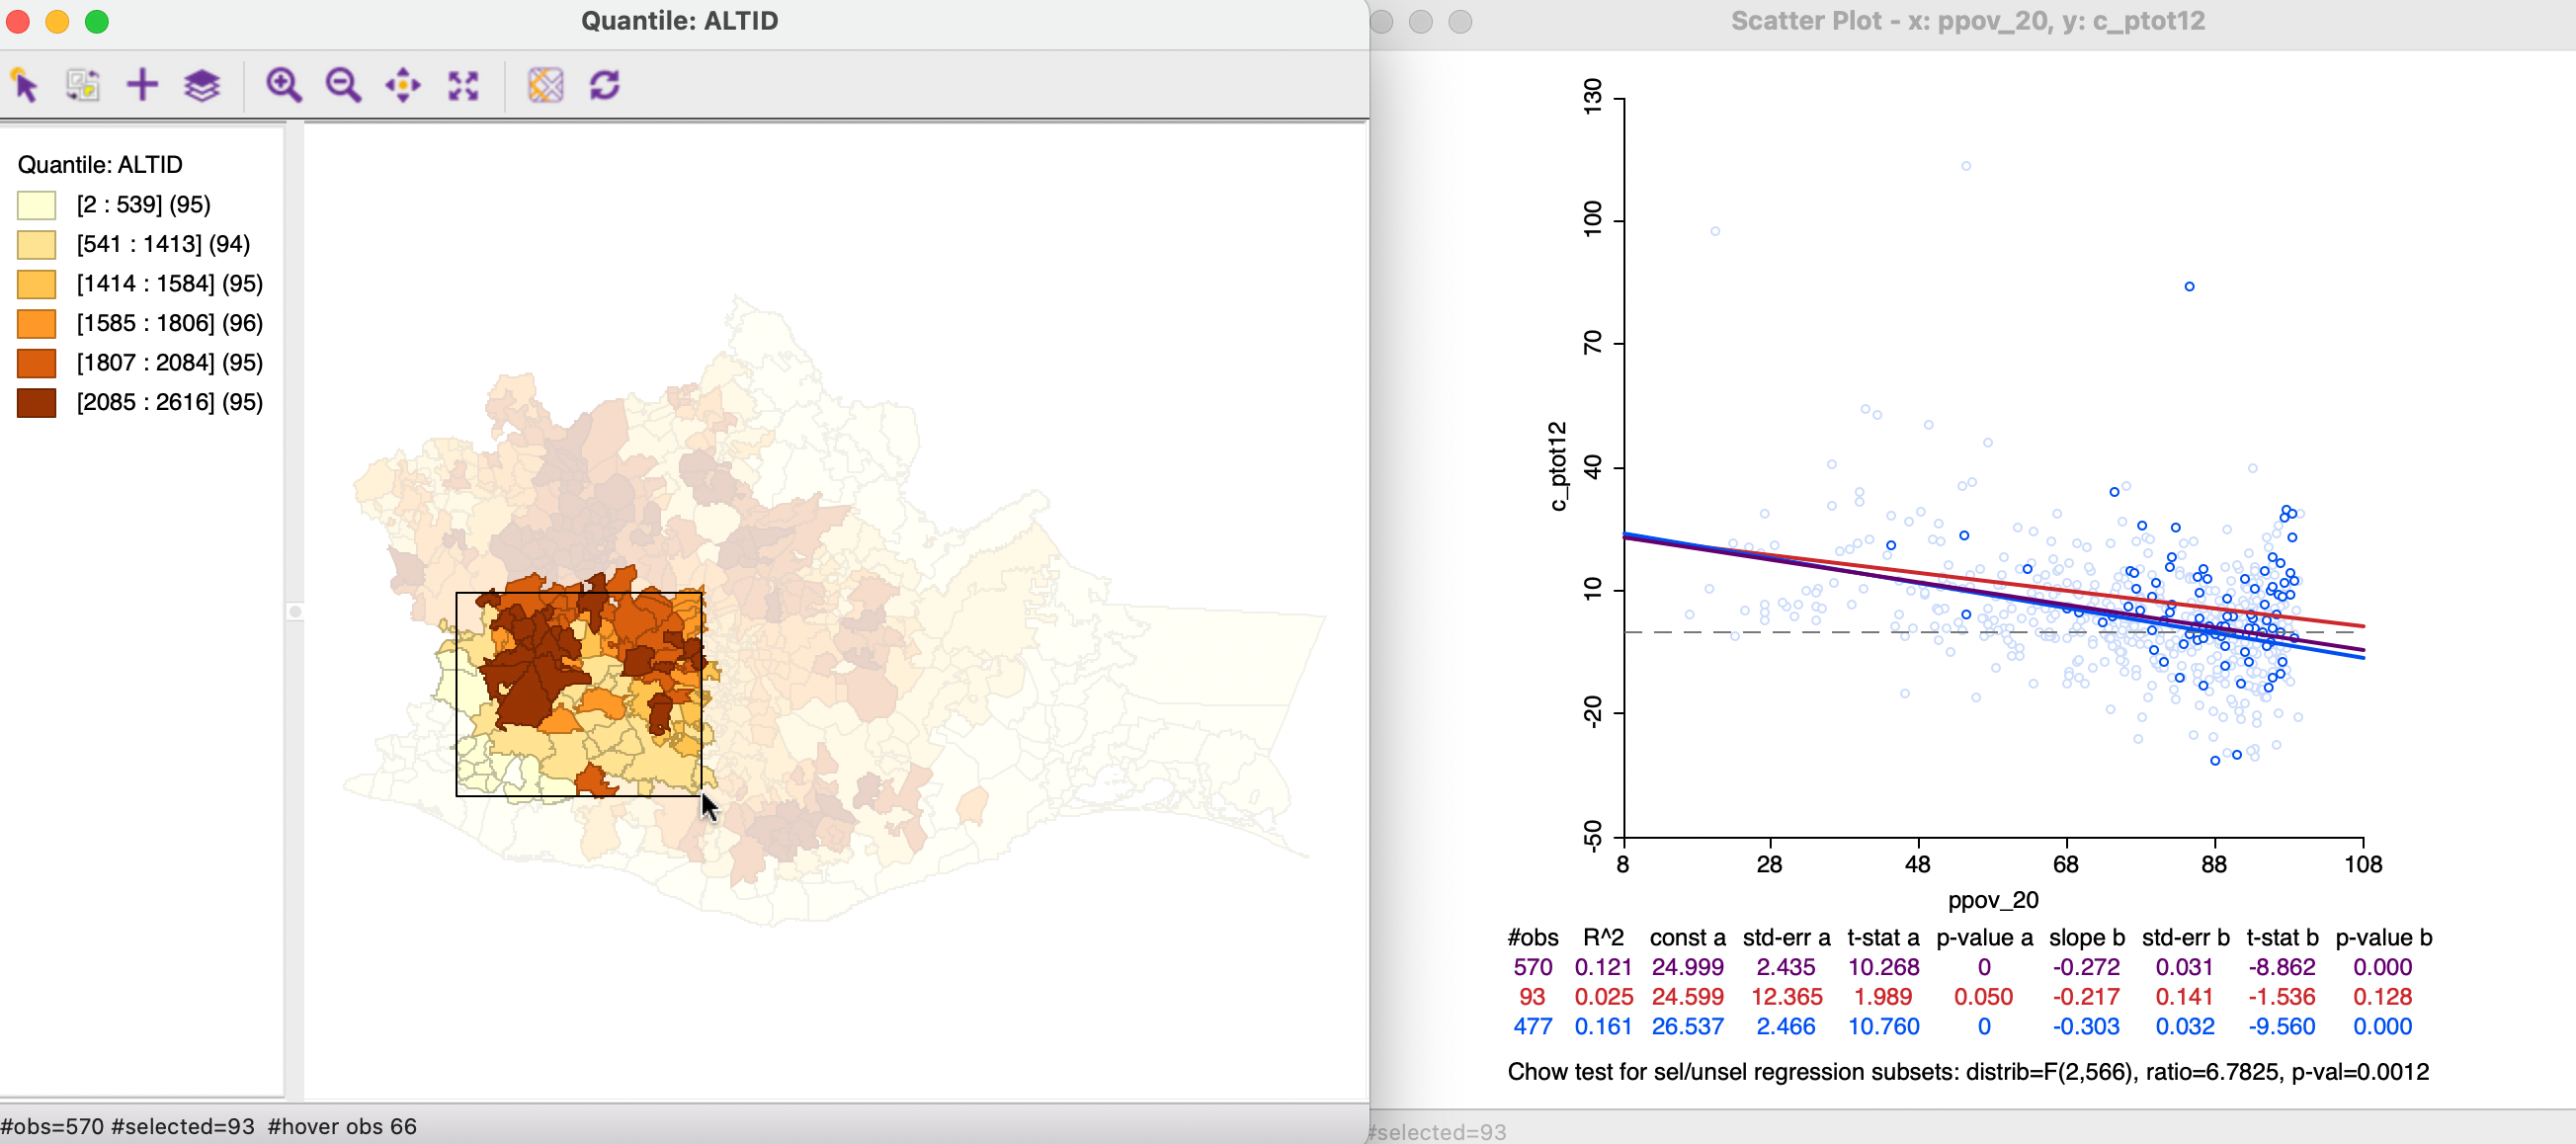 Quantile: ALTID
Scatter Plot - x: ppov_20, y: c_ptot12
Quantile: ALTID
[2 : 539] (95)
[541 : 1413] (94)
[1414 : 1584] (95)
[1585 : 1806] (96)
[1807 : 2084] (95)
[2085 : 2616] (95)
130
100
70
40
10
-20
-50
c_ptot12
8 28 48 68 88 108
ppov_20
#obs R^2 const a std-err a t-stat a p-value a slope b std-err b t-stat b p-value b
570 0.121 24.999 2.435 10.268 0 -0.272 0.031 -8.862 0.000
93 0.025 24.599 12.365 1.989 0.050 -0.217 0.141 -1.536 0.128
477 0.161 26.537 2.466 10.760 0 -0.303 0.032 -9.560 0.000
Chow test for sel/unsel regression subsets: distrib=F(2,566), ratio=6.7825, p-val=0.0012
#obs=570 #selected=93 #hover obs 66
#selected=93